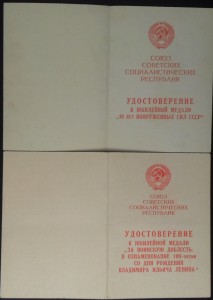 СОЮЗ
СОВЕТСКИХ
СОЦИАЛИСТИЧЕСКИХ
РЕСПУБЛИК
УДОСТОВЕРЕНИЕ
К ЮБИЛЕЙНОЙ МЕДАЛИ
„50 ЛЕТ ВООРУЖЕННЫХ СИЛ СССР“
СОЮЗ
СОВЕТСКИХ
СОЦИАЛИСТИЧЕСКИХ
РЕСПУБЛИК
УДОСТОВЕРЕНИЕ
К ЮБИЛЕЙНОЙ МЕДАЛИ
„ЗА ВОИНСКУЮ ДОБЛЕСТЬ.
В ОЗНАМЕНОВАНИЕ 100-летия
СО ДНЯ РОЖДЕНИЯ
ВЛАДИМИРА ИЛЬИЧА ЛЕНИНА“